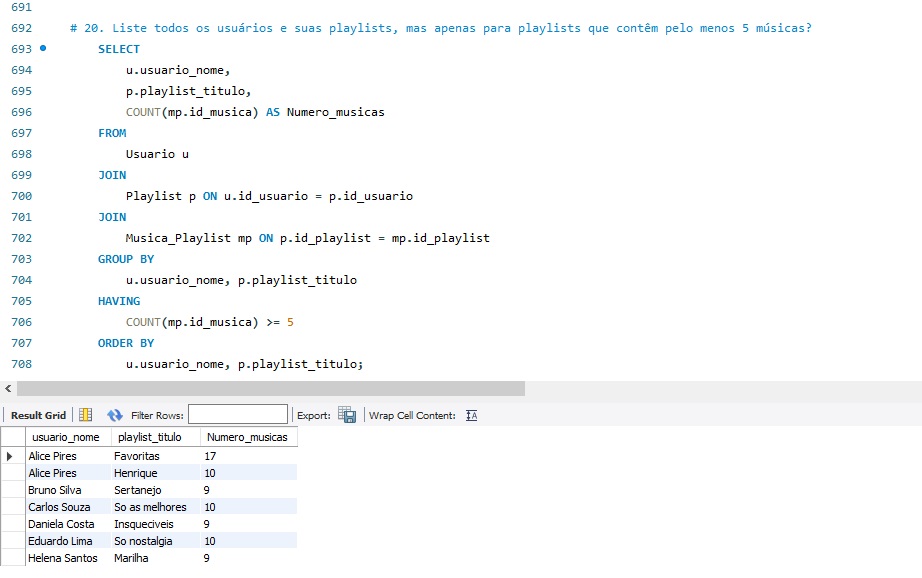 691
692 # 20. Liste todos os usuários e suas playlists, mas apenas para playlists que contêm pelo menos 5 músicas?
693 SELECT
694 u.usuario_nome,
695 p.playlist_titulo,
696 COUNT(mp.id_musica) AS Numero_musicas
697 FROM
698 Usuario u
699 JOIN
700 Playlist p ON u.id_usuario = p.id_usuario
701 JOIN
702 Musica_Playlist mp ON p.id_playlist = mp.id_playlist
703 GROUP BY
704 u.usuario_nome, p.playlist_titulo
705 HAVING
706 COUNT(mp.id_musica) >= 5
707 ORDER BY
708 u.usuario_nome, p.playlist_titulo;
Result Grid Filter Rows: Export: Wrap Cell Content:
usuario_nome playlist_titulo Numero_musicas
Alice Pires Favoritas 17
Alice Pires Henrique 10
Bruno Silva Sertanejo 9
Carlos Souza So as melhores 10
Daniela Costa Insqueciveis 9
Eduardo Lima So nostalgia 10
Helena Santos Marilha 9